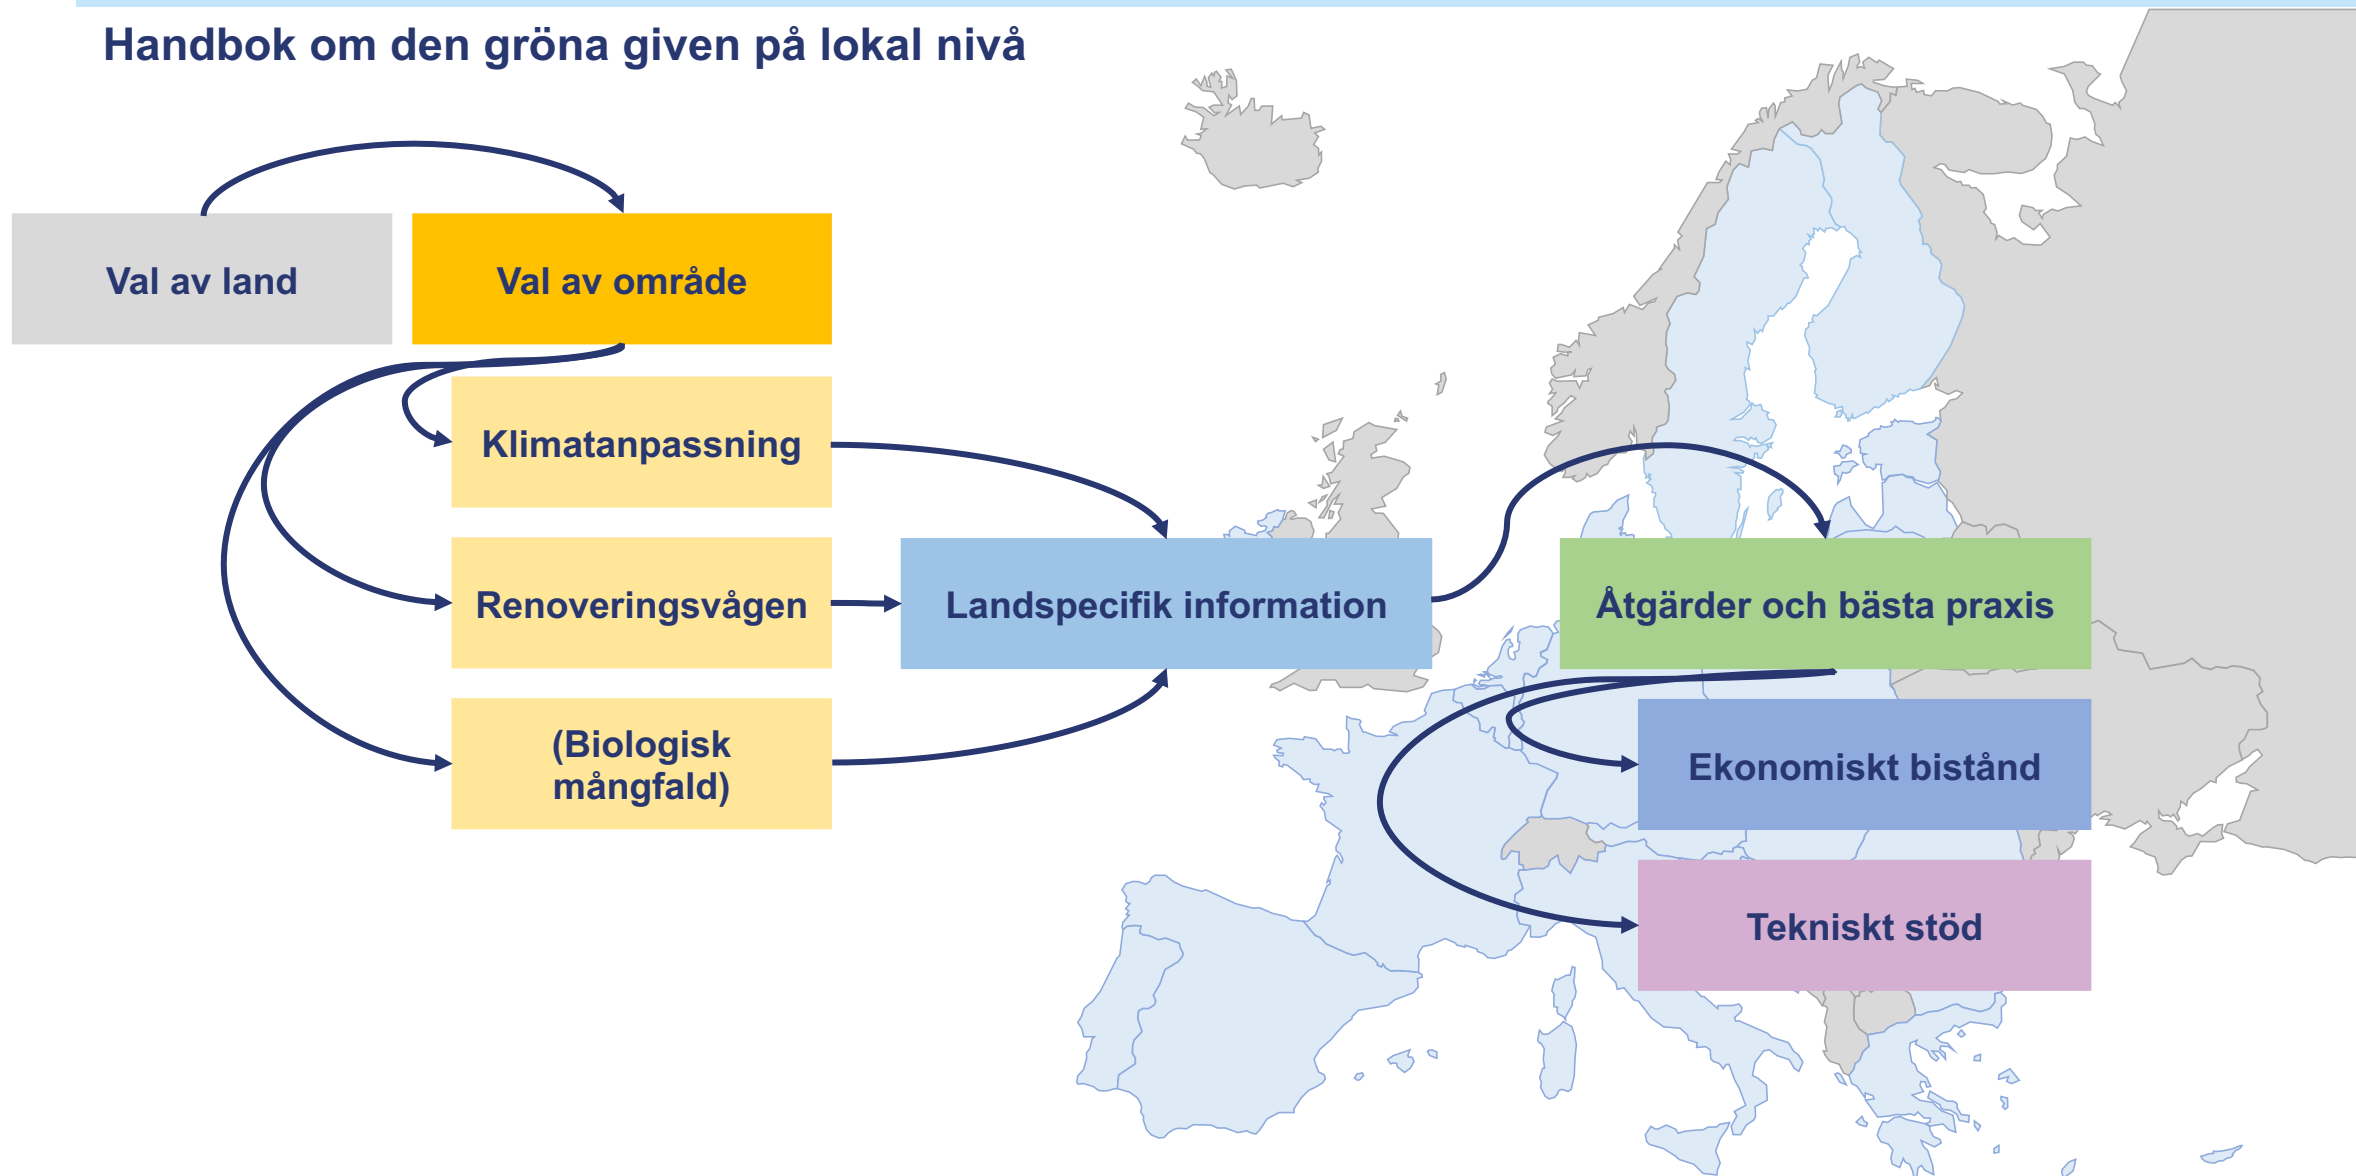 Handbok om den gröna given på lokal nivå
Val av land
Val av område
Klimatanpassning
Renoveringsvågen
(Biologisk
mångfald)
Landspecifik information
Åtgärder och bästa praxis
Ekonomiskt bistånd
Tekniskt stöd